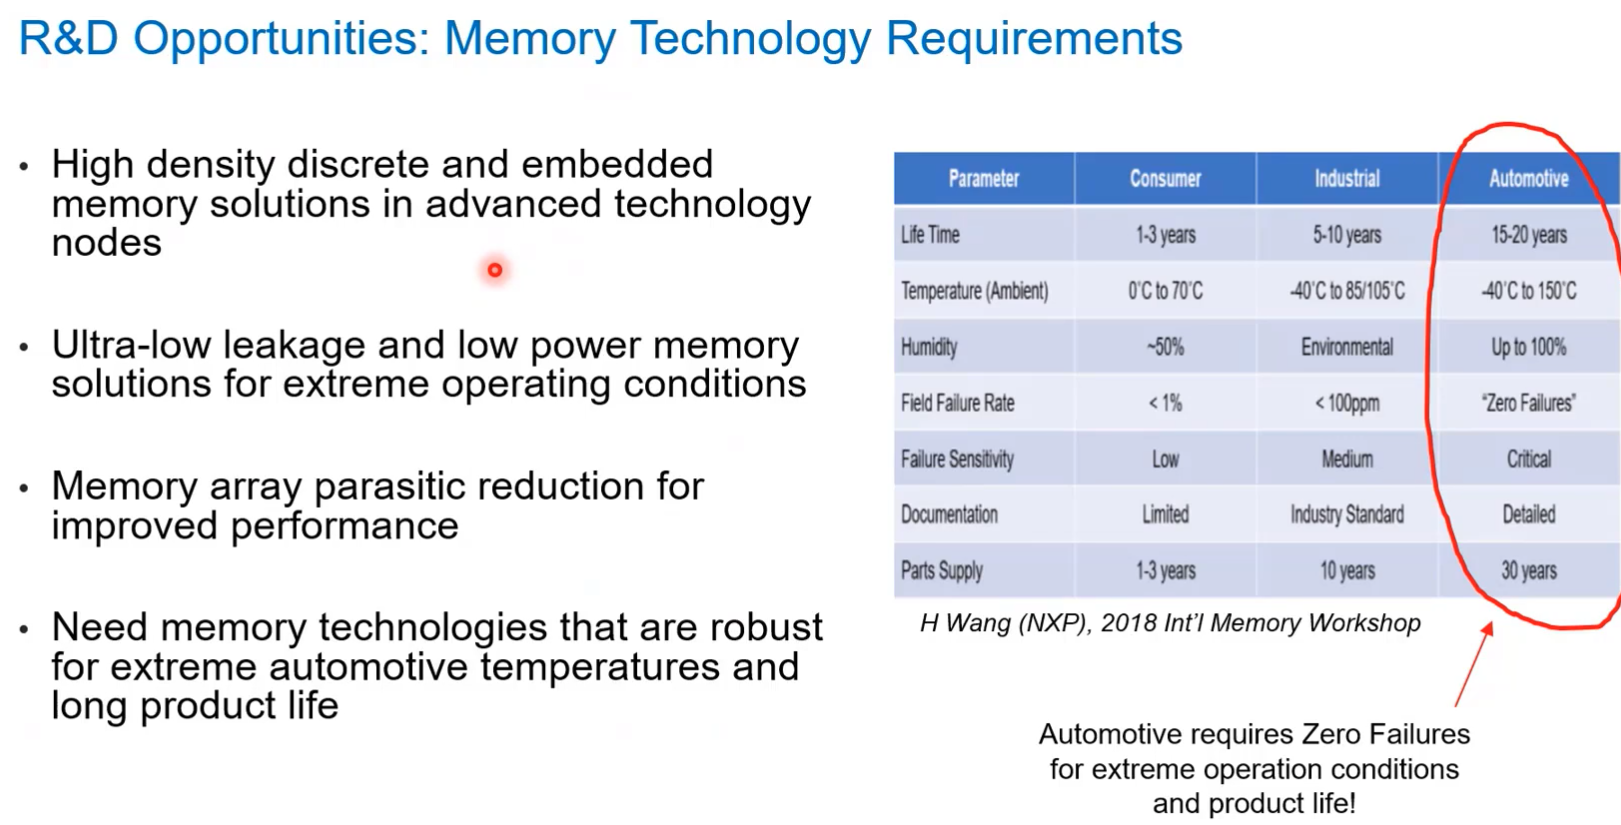 R&D Opportunities: Memory Technology Requirements
• High density discrete and embedded
memory solutions in advanced technology
nodes
• Ultra-low leakage and low power memory
solutions for extreme operating conditions
• Memory array parasitic reduction for
improved performance
• Need memory technologies that are robust
for extreme automotive temperatures and
long product life
Parameter Consumer Industrial Automotive
Life Time 1-3 years 5-10 years 15-20 years
Temperature (Ambient) 0°C to 70°C -40°C to 85/105°C -40°C to 150°C
Humidity ~50% Environmental Up to 100%
Field Failure Rate < 1% < 100ppm “Zero Failures”
Failure Sensitivity Low Medium Critical
Documentation Limited Industry Standard Detailed
Parts Supply 1-3 years 10 years 30 years
H Wang (NXP), 2018 Int’l Memory Workshop
Automotive requires Zero Failures
for extreme operation conditions
and product life!